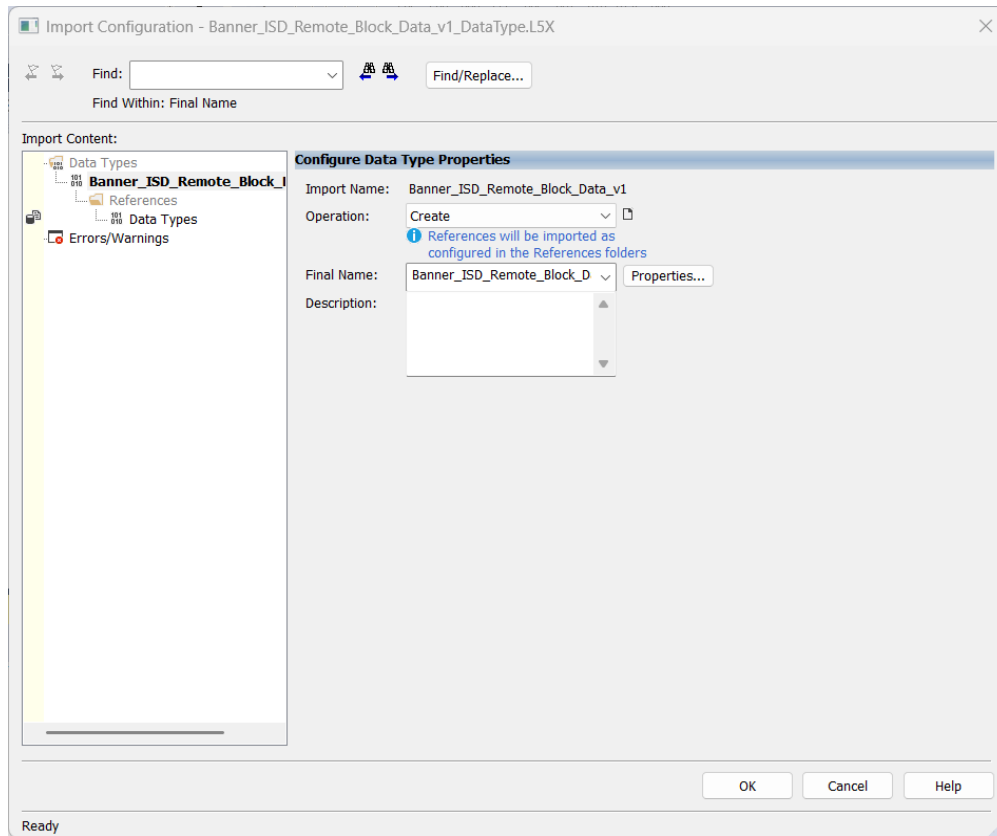 Import Configuration - Banner_ISD_Remote_Block_Data_v1_DataType.L5X
Find:
Find/Replace...
Find Within: Final Name
Import Content:
Data Types
Banner_ISD_Remote_Block_
References
Data Types
Errors/Warnings
Configure Data Type Properties
Import Name: Banner_ISD_Remote_Block_Data_v1
Operation: Create
References will be imported as
configured in the References folders
Final Name: Banner_ISD_Remote_Block_D
Properties...
Description:
OK
Cancel
Help
Ready